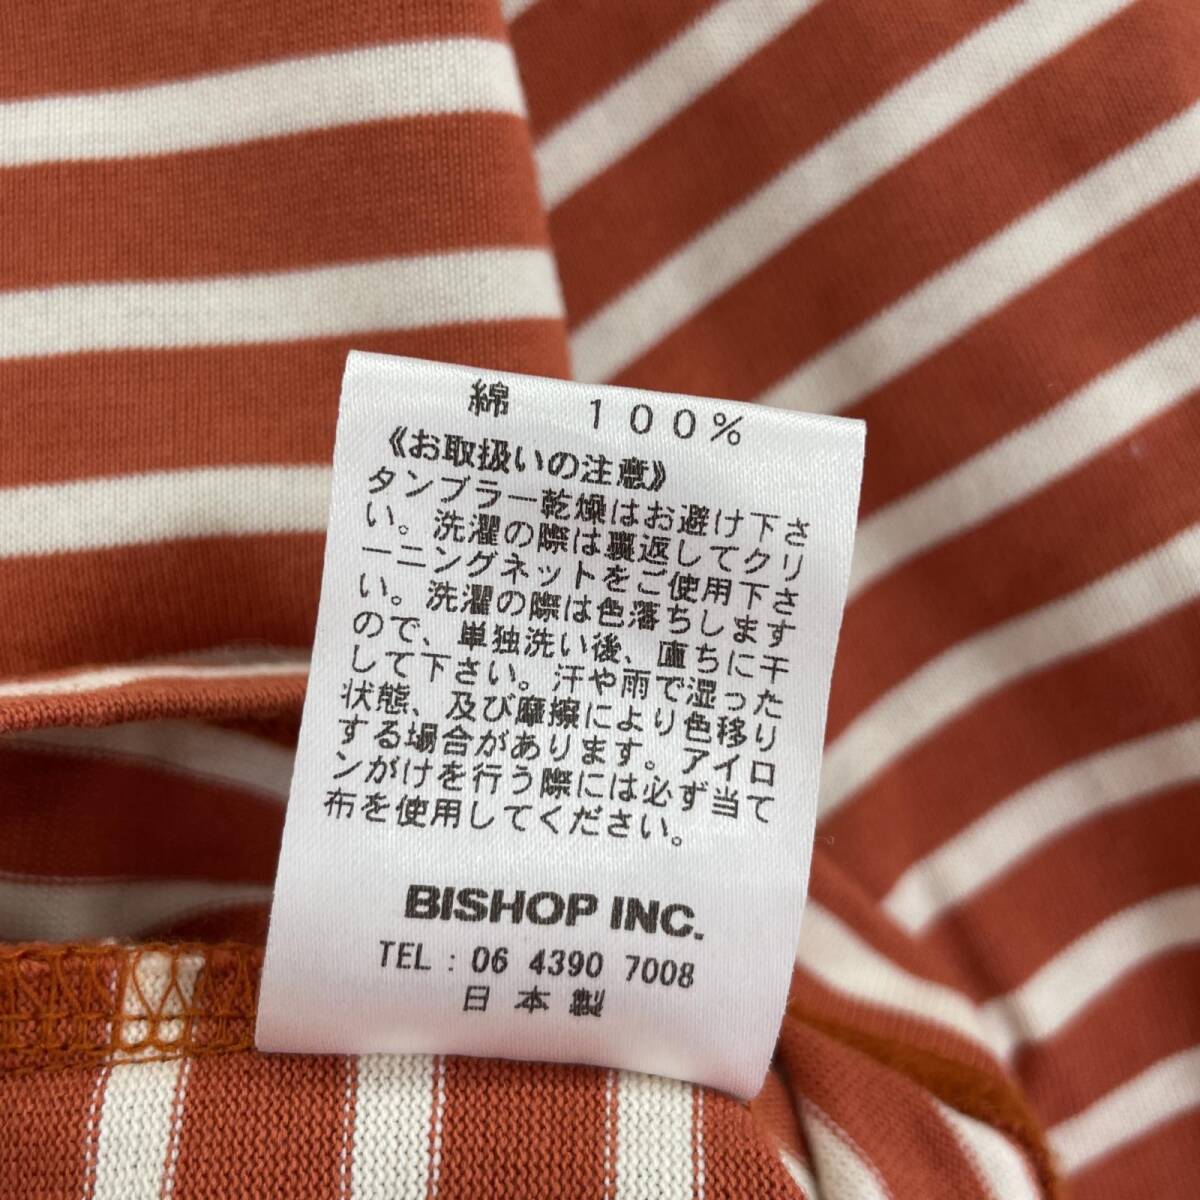 綿 100%
《お取扱いの注意》
タンブラー乾燥はお避け下さ
い。洗濯の際は裏返してクリ
ーニングネットをご使用下さ
い。洗濯の際は色落ちします
ので、単独洗い後、直ちに干
して下さい。汗や雨で湿った
状態、及び摩擦により色移り
する場合があります。アイロ
ンがけを行う際には必ず当て
布を使用してください。
BISHOP INC.
TEL : 06 4390 7008
日本製